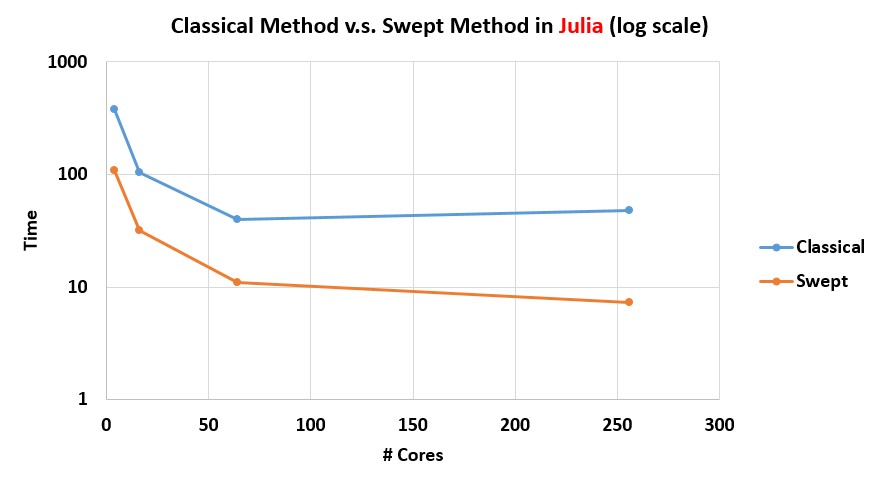 Classical Method v.s. Swept Method in Julia (log scale)
1000
100
10
1
Time
0 50 100 150 200 250 300
# Cores
Classical
Swept